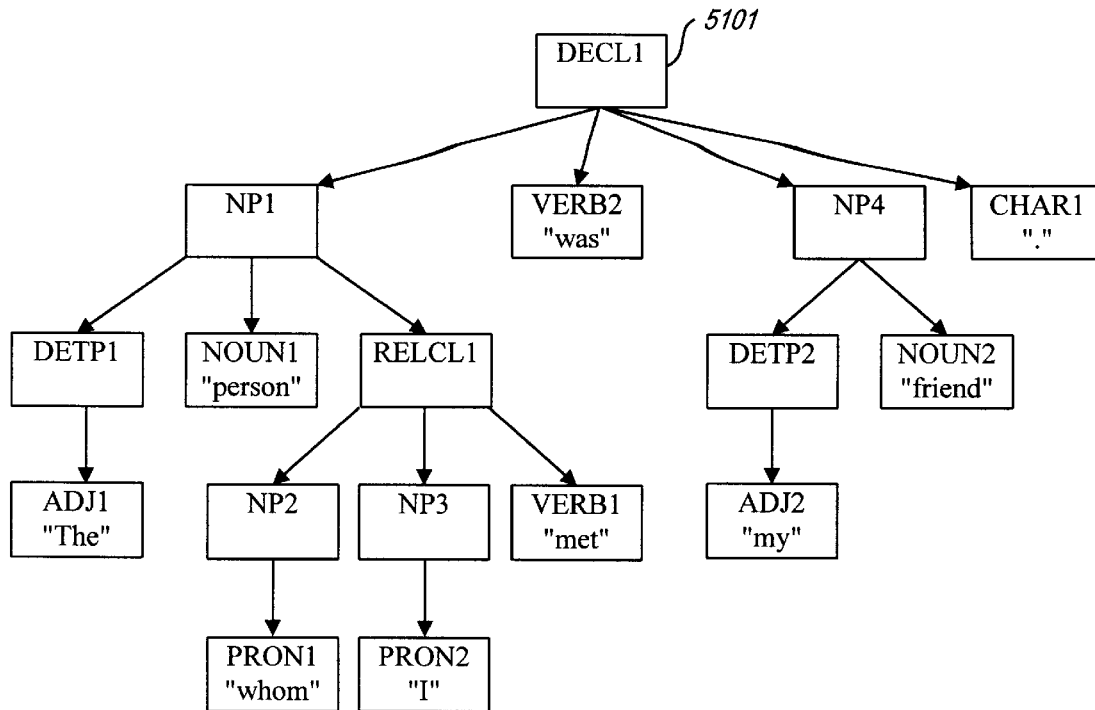 5101
DECL1
NP1
VERB2
"was"
NP4
CHAR1
"."
DETP1
NOUN1
"person"
RELCL1
DETP2
NOUN2
"friend"
ADJ1
"The"
NP2
NP3
VERB1
"met"
ADJ2
"my"
PRON1
"whom"
PRON2
"I"